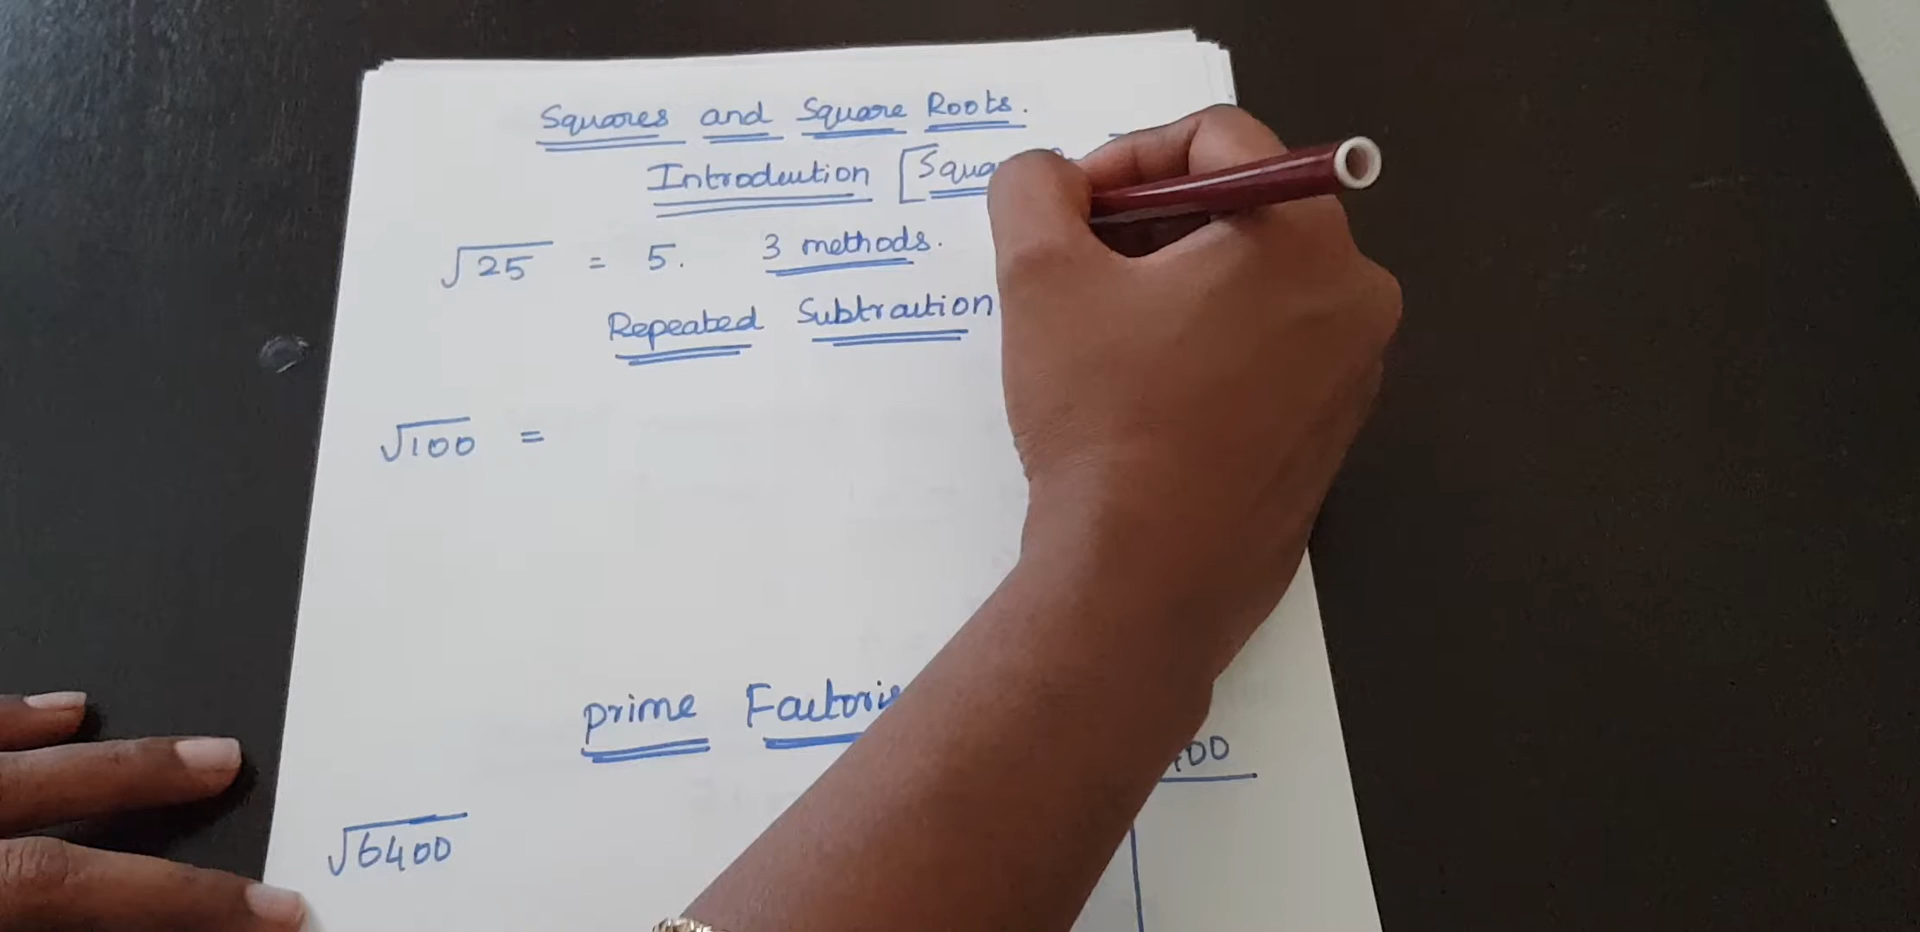 Squares and Square Roots.
Introduction
√25 = 5. 3 methods.
Repeated Subtraction
√100 =
prime
√6400